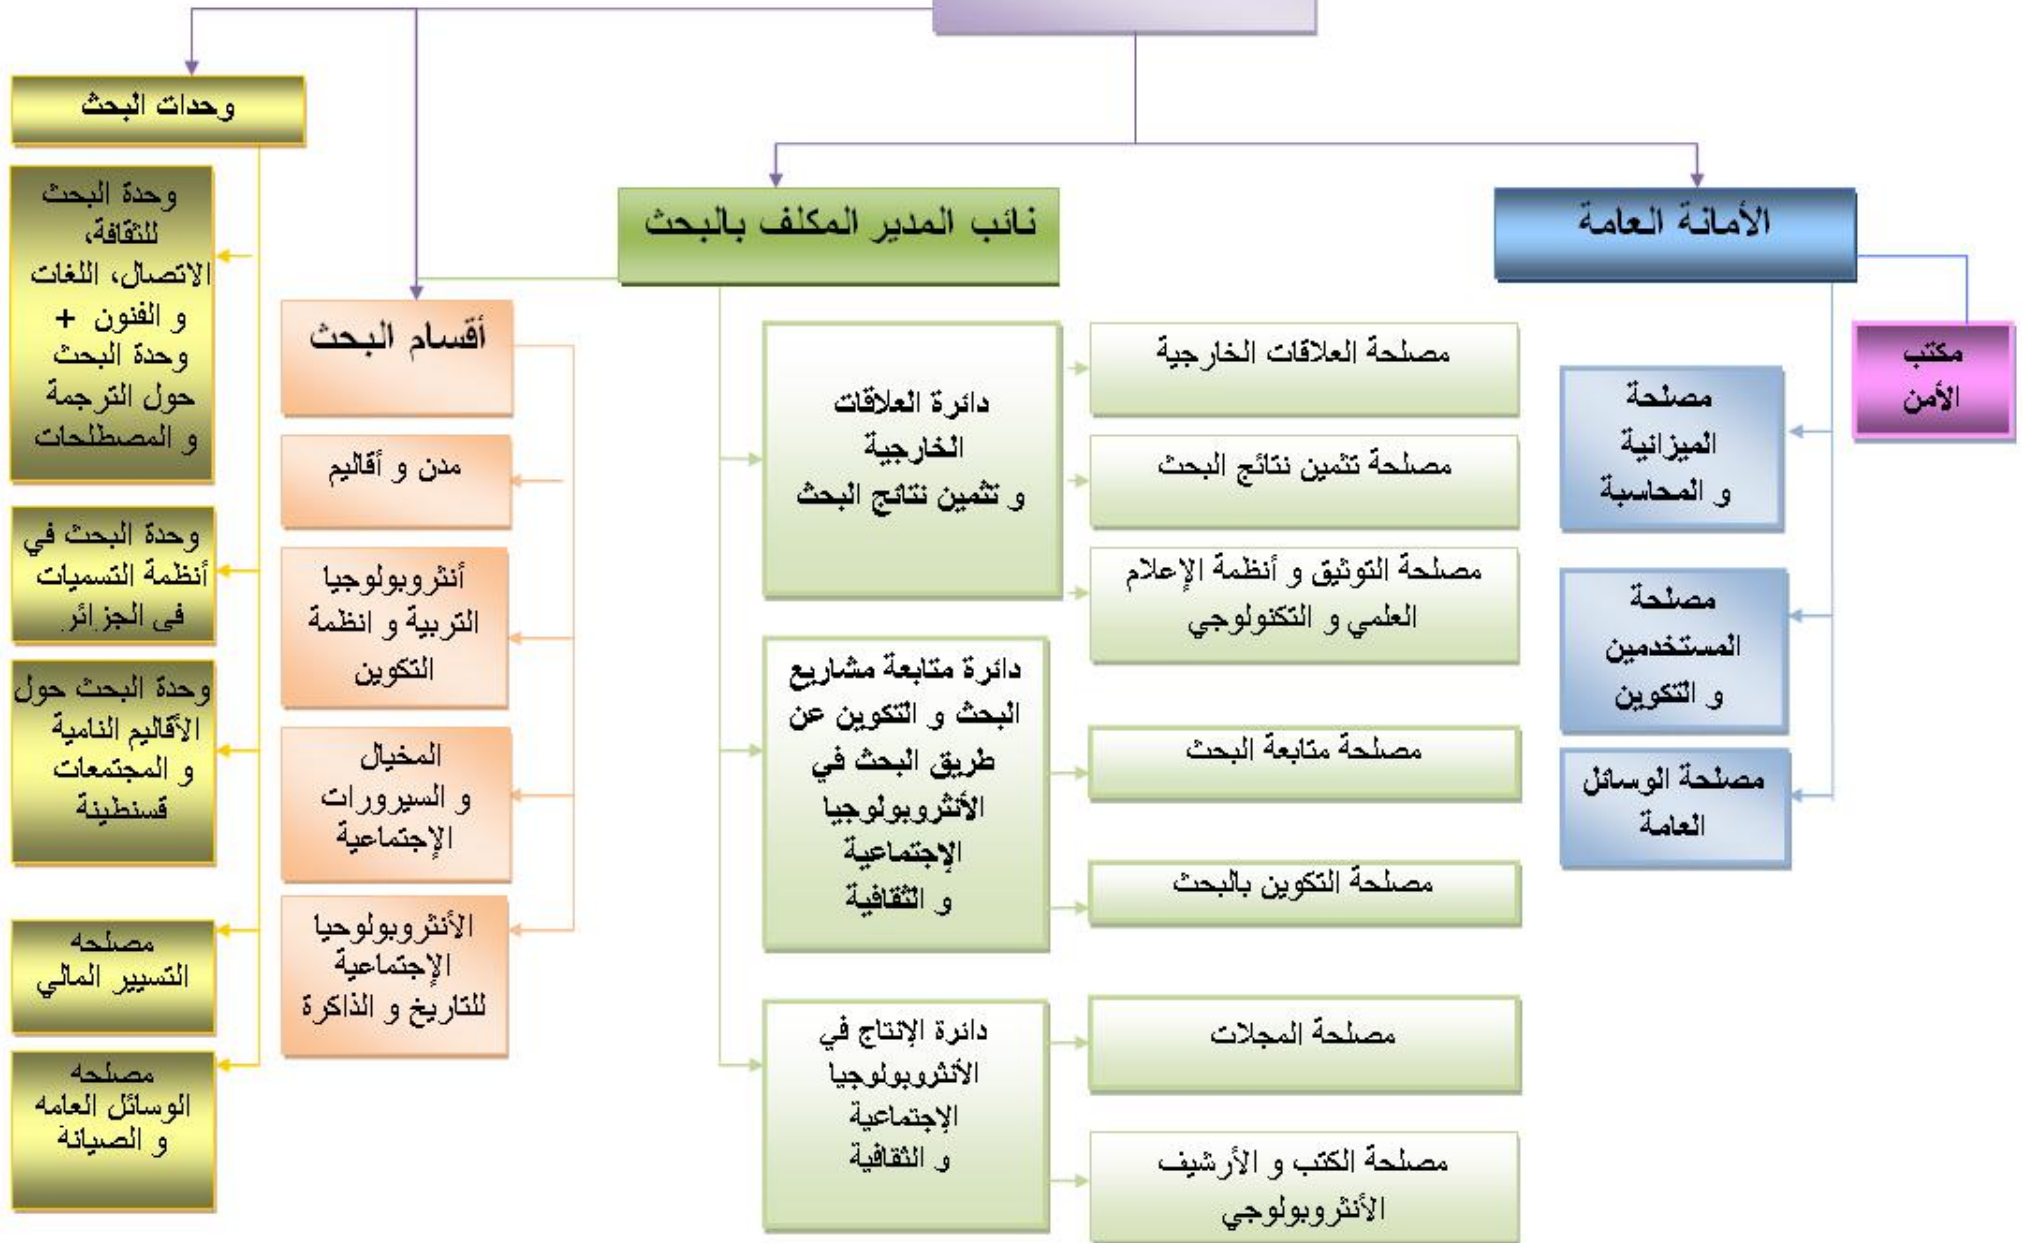 وحدات البحث
وحدة البحث
للثقافة،
الاتصال، اللغات
و الفنون +
وحدة البحث
حول الترجمة
و المصطلحات
وحدة البحث في
أنظمة التسميات
في الجزائر
وحدة البحث حول
الأقاليم النامية
و المجتمعات
قسنطينة
مصلحه
التسيير المالي
مصلحه
الوسائل العامه
و الصيانة
أقسام البحث
مدن و أقاليم
أنثروبولوجيا
التربية و انظمة
التكوين
المخيال
و السيرورات
الإجتماعية
الأنثروبولوجيا
الإجتماعية
للتاريخ و الذاكرة
نائب المدير المكلف بالبحث
دائرة العلاقات
الخارجية
و تثمين نتائج البحث
مصلحة العلاقات الخارجية
مصلحة تثمين نتائج البحث
مصلحة التوثيق و أنظمة الإعلام
العلمي و التكنولوجي
دائرة متابعة مشاريع
البحث و التكوين عن
طريق البحث في
الأنثروبولوجيا
الإجتماعية
و الثقافية
مصلحة متابعة البحث
مصلحة التكوين بالبحث
دائرة الإنتاج في
الأنثروبولوجيا
الإجتماعية
و الثقافية
مصلحة المجلات
مصلحة الكتب و الأرشيف
الأنثروبولوجي
الأمانة العامة
مكتب
الأمن
مصلحة
الميزانية
و المحاسبة
مصلحة
المستخدمين
و التكوين
مصلحة الوسائل
العامة